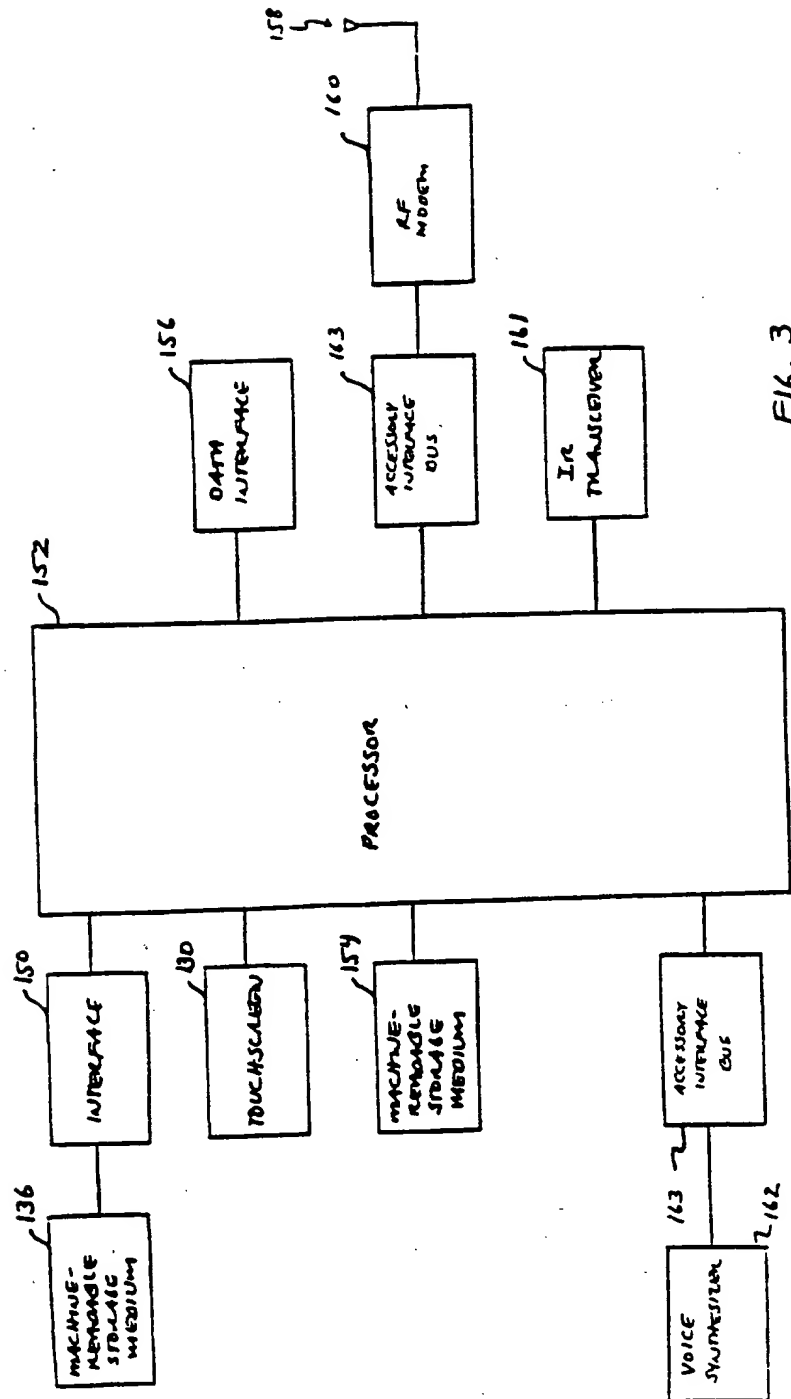 136
MACHINE-
READABLE
STORAGE
MEDIUM
150
INTERFACE
130
TOUCHSCREEN
154
MACHINE-
READABLE
STORAGE
MEDIUM
VOICE
SYNTHESIZER
162
163
ACCESSORY
INTERFACE
BUS
152
PROCESSOR
156
DATA
INTERFACE
163
ACCESSORY
INTERFACE
BUS
160
RF
MODEM
158
161
IR
TRANSCEIVER
FIG. 3